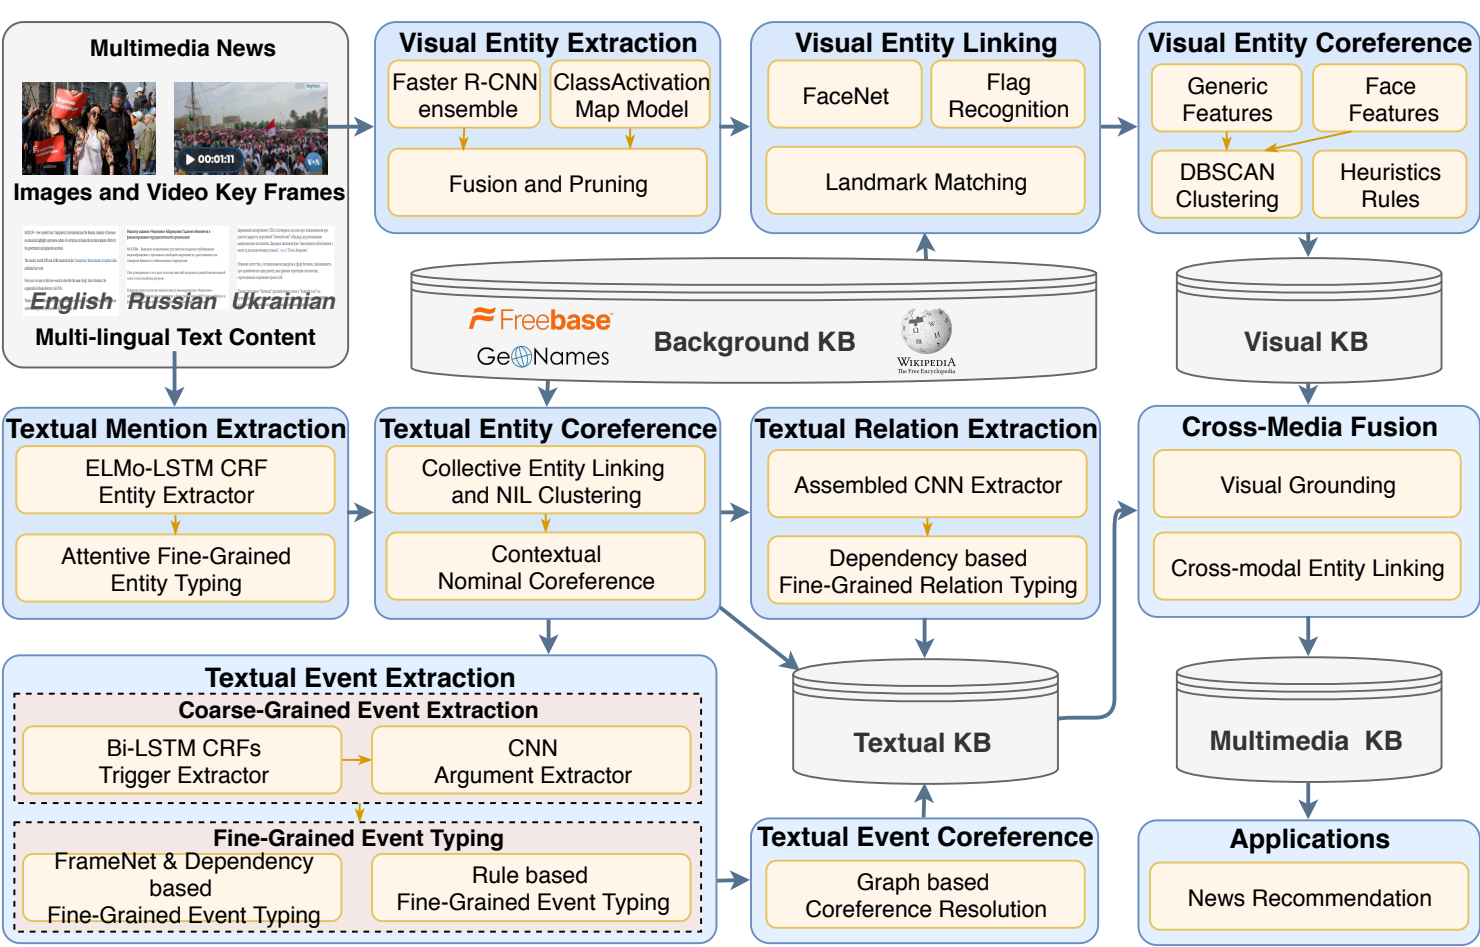 Multimedia News
00:01:11
VOA
Images and Video Key Frames
English
Russian
Ukrainian
Multi-lingual Text Content
Visual Entity Extraction
Faster R-CNN
ensemble
ClassActivation
Map Model
Fusion and Pruning
Visual Entity Linking
FaceNet
Flag
Recognition
Landmark Matching
Visual Entity Coreference
Generic
Features
Face
Features
DBSCAN
Clustering
Heuristics
Rules
Freebase
GeoNames
Background KB
WIKIPEDIA
The Free Encyclopedia
Visual KB
Textual Mention Extraction
ELMo-LSTM CRF
Entity Extractor
Attentive Fine-Grained
Entity Typing
Textual Entity Coreference
Collective Entity Linking
and NIL Clustering
Contextual
Nominal Coreference
Textual Relation Extraction
Assembled CNN Extractor
Dependency based
Fine-Grained Relation Typing
Cross-Media Fusion
Visual Grounding
Cross-modal Entity Linking
Textual Event Extraction
Coarse-Grained Event Extraction
Bi-LSTM CRFs
Trigger Extractor
CNN
Argument Extractor
Fine-Grained Event Typing
FrameNet & Dependency
based
Fine-Grained Event Typing
Rule based
Fine-Grained Event Typing
Textual KB
Textual Event Coreference
Graph based
Coreference Resolution
Multimedia KB
Applications
News Recommendation